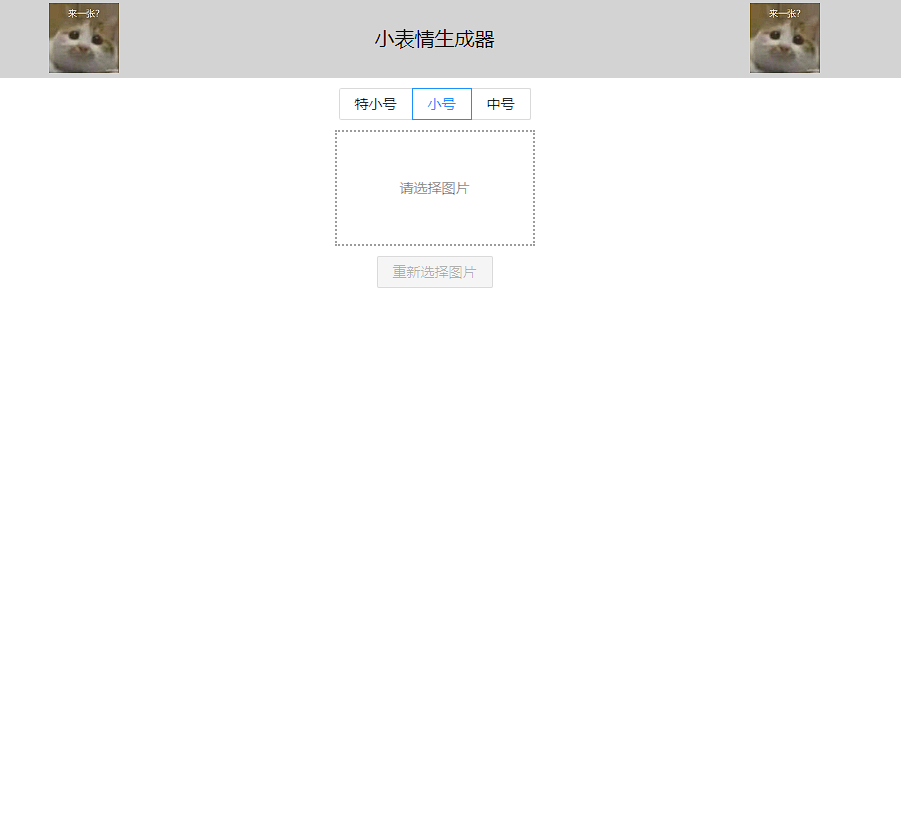 来一张?
小表情生成器
来一张?
特小号 小号 中号
请选择图片
重新选择图片